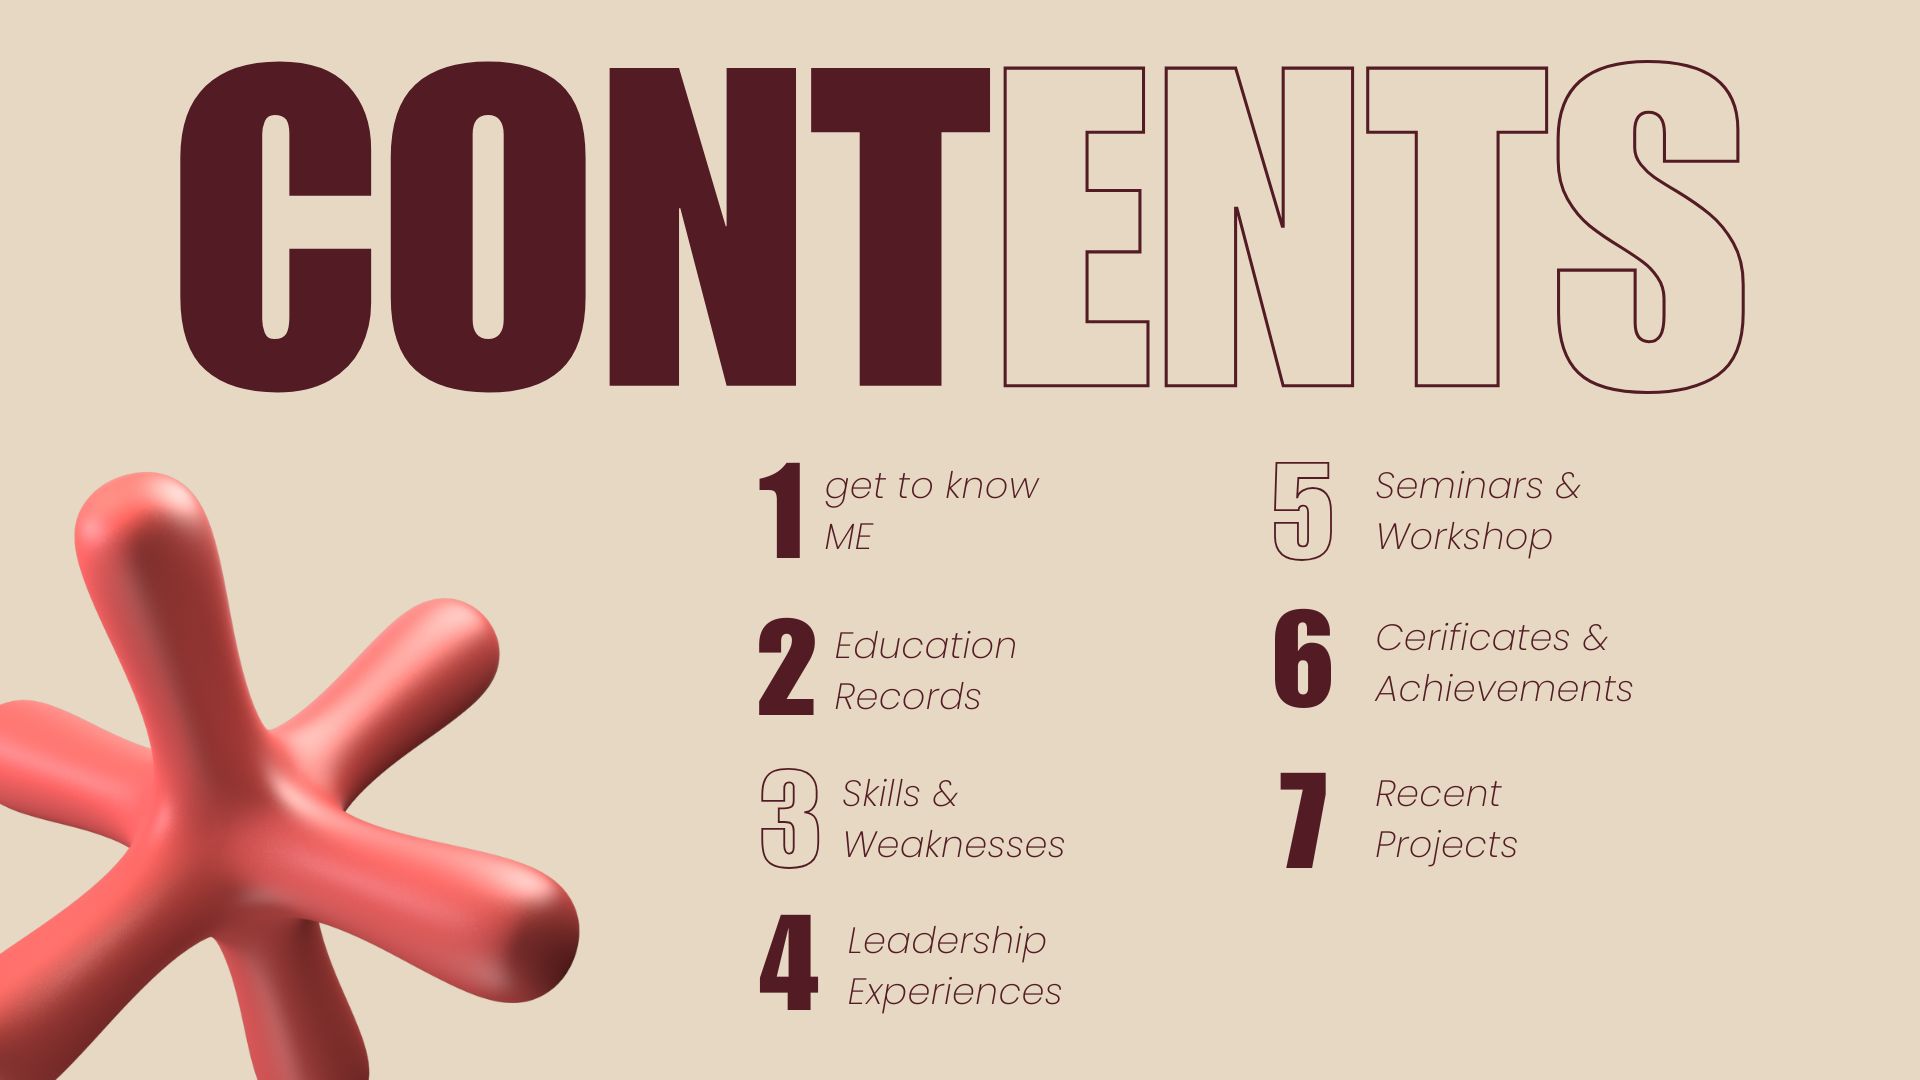 CONTENTS
1 get to know
ME
2 Education
Records
3 Skills &
Weaknesses
4 Leadership
Experiences
5 Seminars &
Workshop
6 Cerificates &
Achievements
7 Recent
Projects